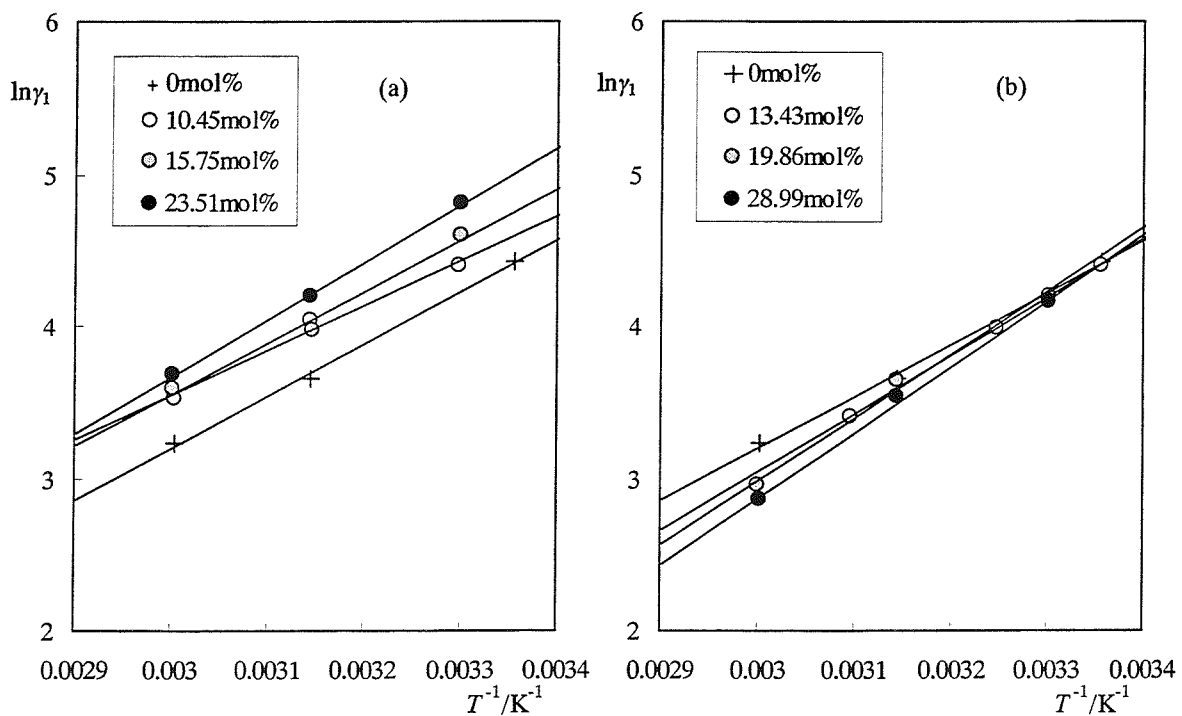 6
lnγ₁
5
4
3
2
+ 0mol%
10.45mol%
15.75mol%
23.51mol%
(a)
0.0029 0.003 0.0031 0.0032 0.0033 0.0034
T⁻¹/K⁻¹
6
lnγ₁
5
4
3
2
+ 0mol%
13.43mol%
19.86mol%
28.99mol%
(b)
0.0029 0.003 0.0031 0.0032 0.0033 0.0034
T⁻¹/K⁻¹